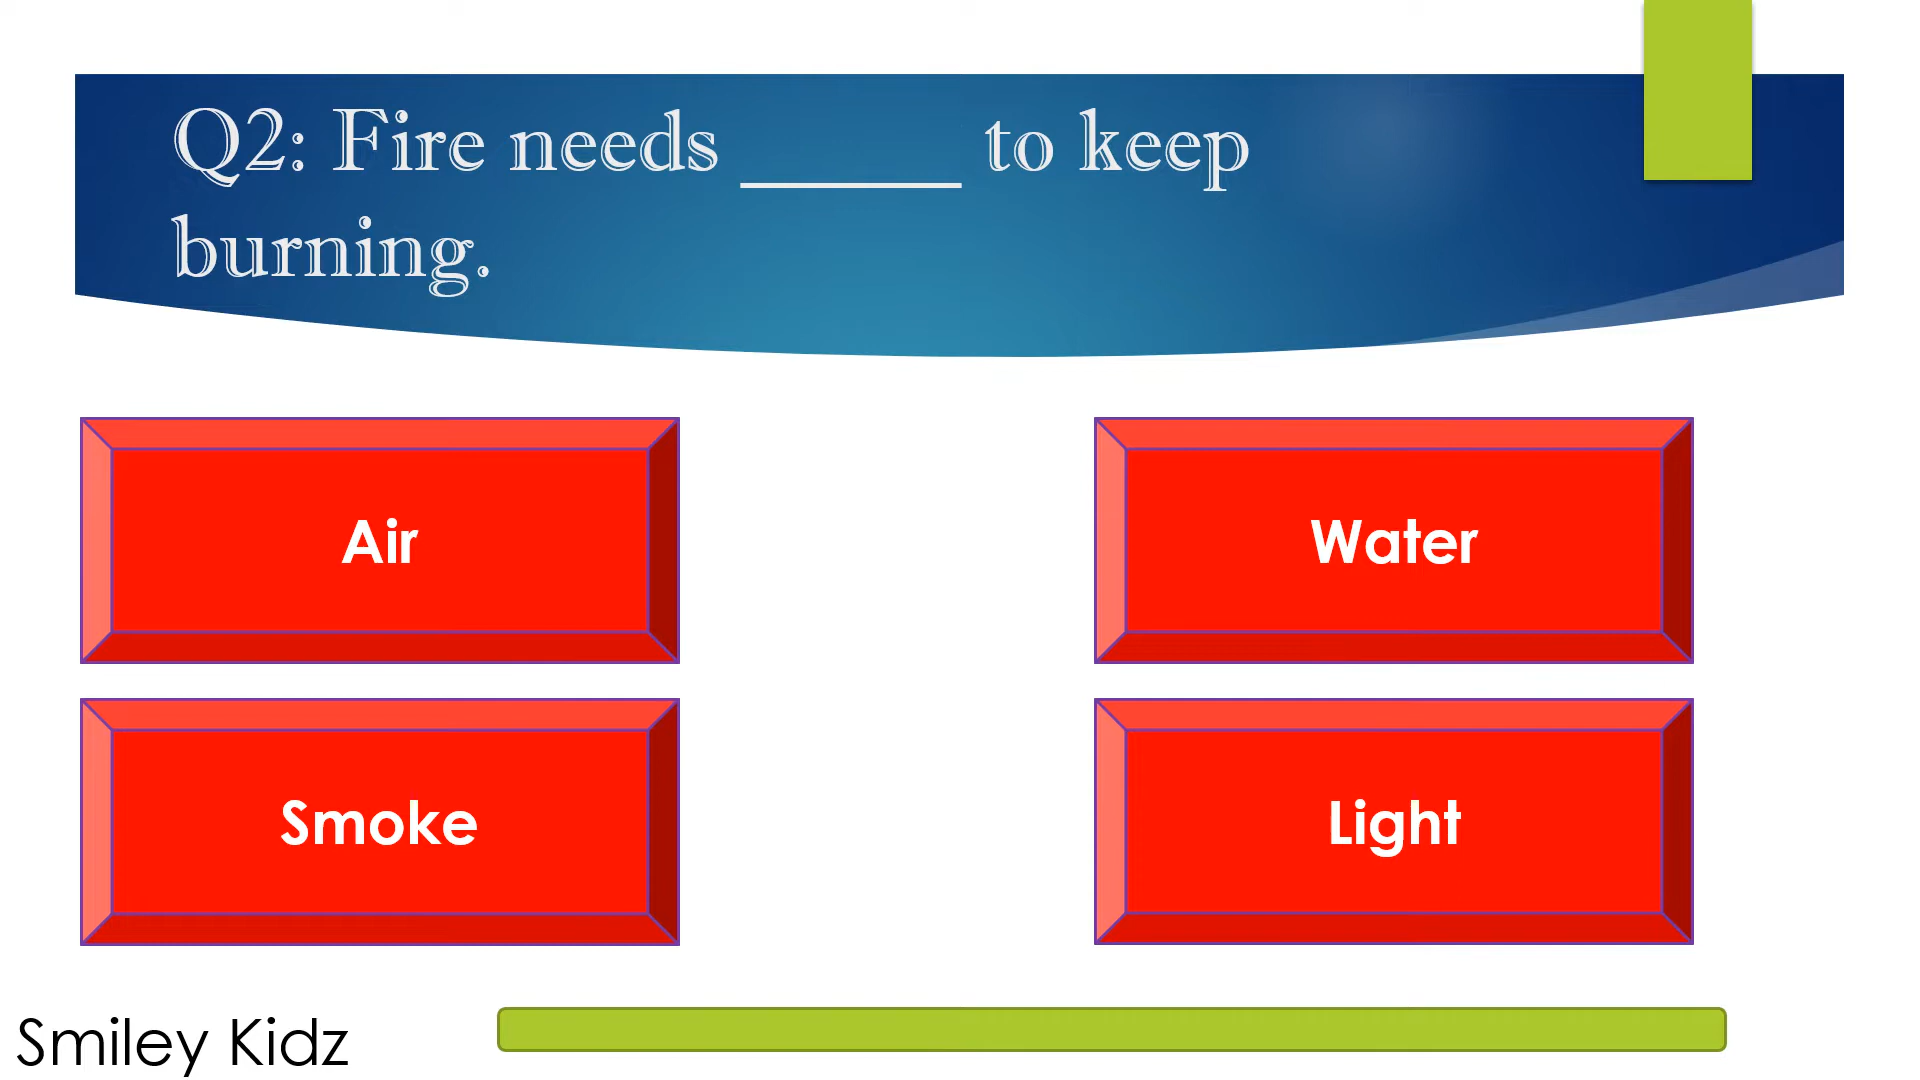 Q2: Fire needs ______ to keep
burning.
Air
Water
Smoke
Light
Smiley Kidz